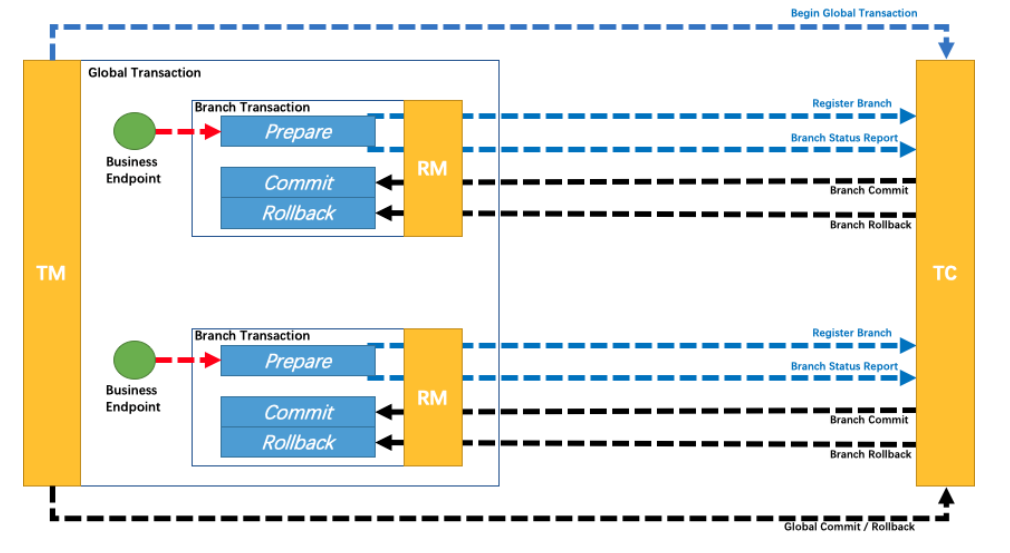 Begin Global Transaction
Global Transaction
Branch Transaction
Prepare
Commit
Rollback
Business
Endpoint
RM
Register Branch
Branch Status Report
Branch Commit
Branch Rollback
TM
TC
Branch Transaction
Prepare
Commit
Rollback
Business
Endpoint
RM
Register Branch
Branch Status Report
Branch Commit
Branch Rollback
Global Commit / Rollback